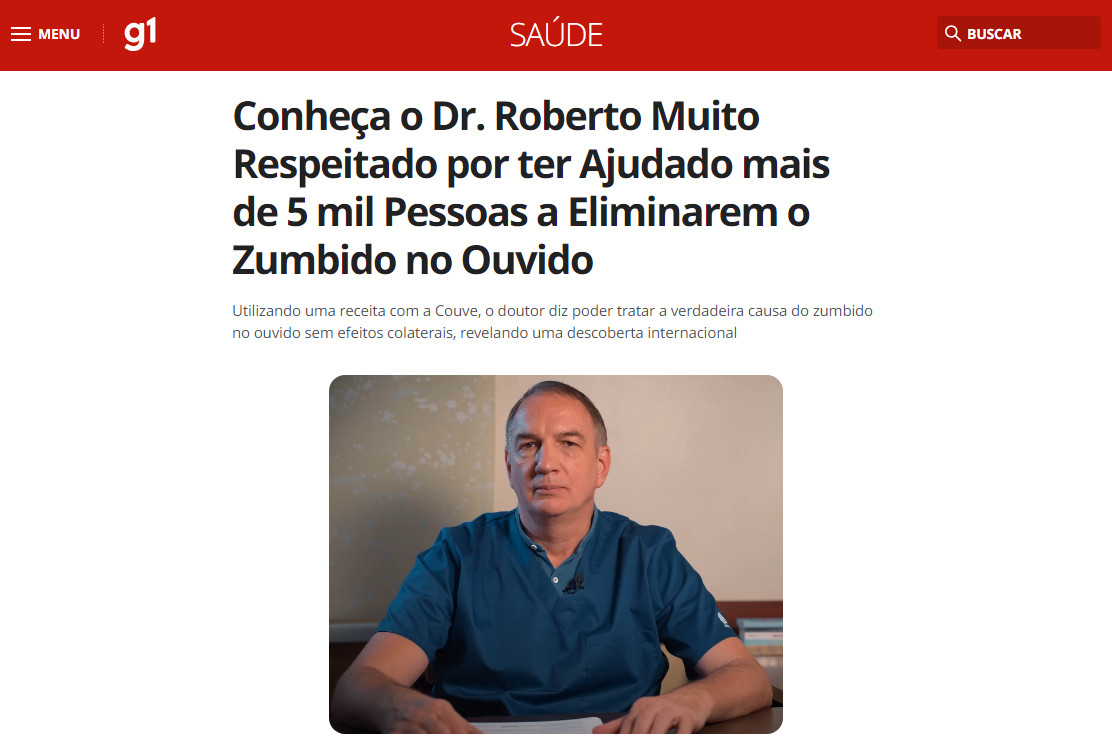 MENU
g1
SAÚDE
BUSCAR
Conheça o Dr. Roberto Muito
Respeitado por ter Ajudado mais
de 5 mil Pessoas a Eliminarem o
Zumbido no Ouvido
Utilizando uma receita com a Couve, o doutor diz poder tratar a verdadeira causa do zumbido
no ouvido sem efeitos colaterais, revelando uma descoberta internacional